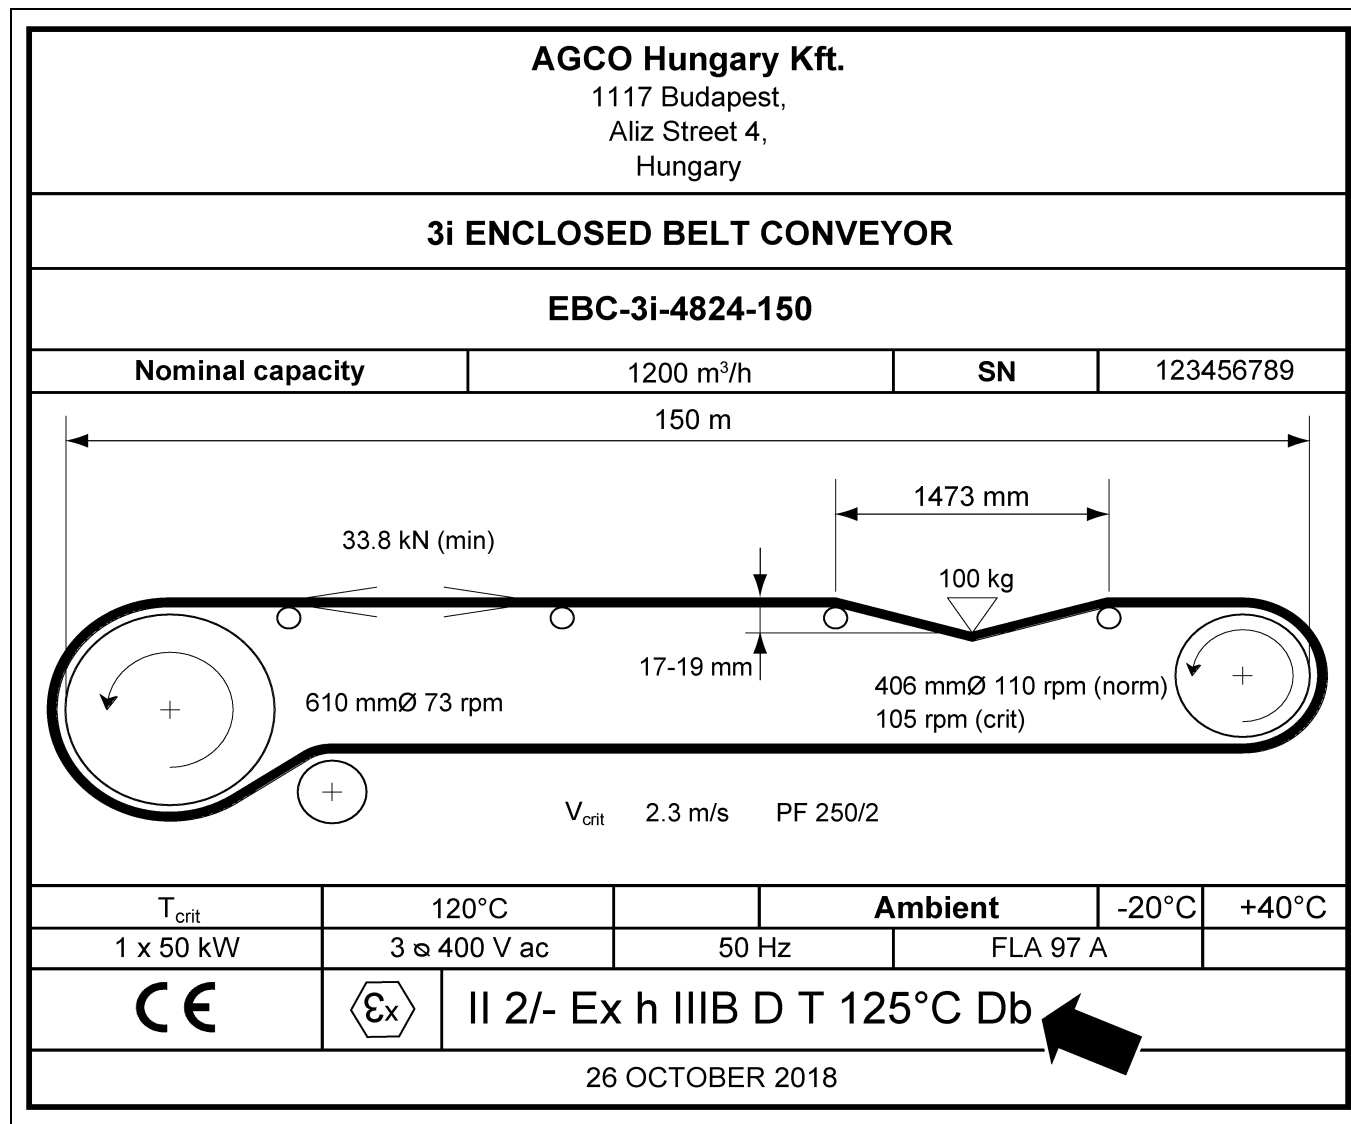 AGCO Hungary Kft.
1117 Budapest,
Aliz Street 4,
Hungary
3i ENCLOSED BELT CONVEYOR
EBC-3i-4824-150
Nominal capacity 1200 m³/h SN 123456789
150 m
1473 mm
33.8 kN (min)
100 kg
17-19 mm
610 mmØ 73 rpm
406 mmØ 110 rpm (norm)
105 rpm (crit)
Vcrit 2.3 m/s PF 250/2
Tcrit 120°C Ambient -20°C +40°C
1 x 50 kW 3 ⦰ 400 V ac 50 Hz FLA 97 A
CE εx II 2/- Ex h IIIB D T 125°C Db
26 OCTOBER 2018